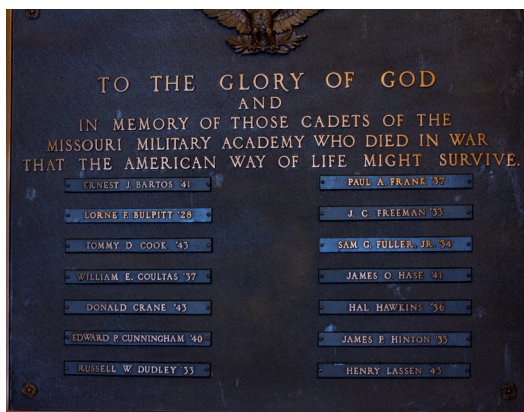 TO THE GLORY OF GOD
AND
IN MEMORY OF THOSE CADETS OF THE
MISSOURI MILITARY ACADEMY WHO DIED IN WAR
THAT THE AMERICAN WAY OF LIFE MIGHT SURVIVE.
ERNEST J. BARTOS '41
LORNE F. BULPITT '28
TOMMY D. COOK '43
WILLIAM E. COULTAS '37
DONALD CRANE '43
EDWARD P. CUNNINGHAM '40
RUSSELL W. DUDLEY '33
PAUL A. FRANK '37
J. C. FREEMAN '33
SAM G. FULLER, JR. '34
JAMES O. HASE '41
HAL HAWKINS '36
JAMES P. HINTON '33
HENRY LASSEN '43